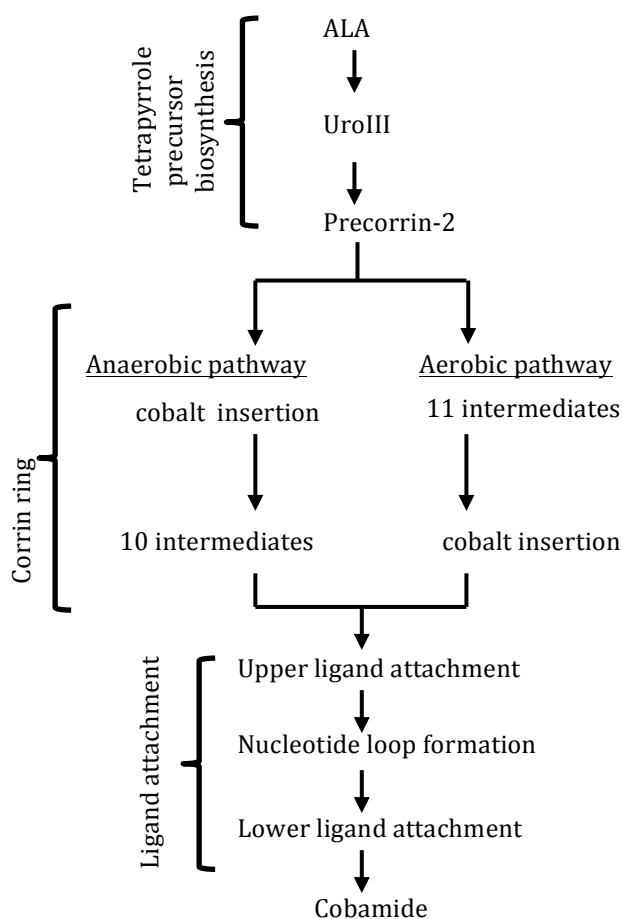 ALA
Tetrapyrrole
precursor
biosynthesis
UroIII
Precorrin-2
Anaerobic pathway
Aerobic pathway
cobalt insertion
11 intermediates
Corrin ring
10 intermediates
cobalt insertion
Upper ligand attachment
Ligand attachment
Nucleotide loop formation
Lower ligand attachment
Cobamide